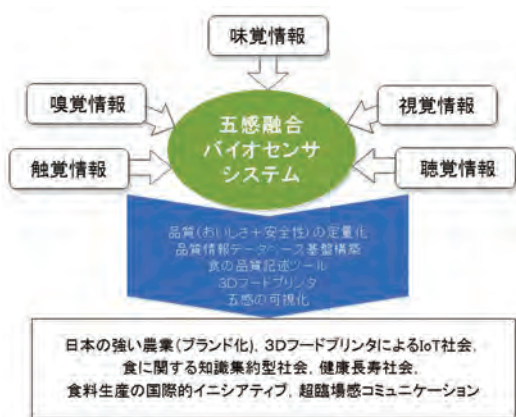 味覚情報
嗅覚情報
視覚情報
触覚情報
聴覚情報
五感融合
バイオセンサ
システム
品質(おいしさ+安全性)の定量化
品質情報データベース基盤構築
食の品質記述ツール
3Dフードプリンタ
五感の可視化
日本の強い農業(ブランド化), 3DフードプリンタによるIoT社会,
食に関する知識集約型社会, 健康長寿社会,
食料生産の国際的イニシアティブ, 超臨場感コミュニケーション